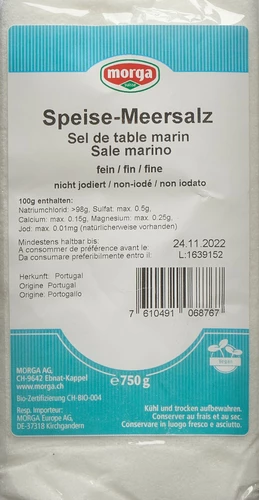 morga
Speise-Meersalz
Sel de table marin
Sale marino
fein / fin / fine
nicht jodiert / non-iodé / non iodato
100g enthalten:
Natriumchlorid: >98g, Sulfat: max. 0.5g,
Calcium: max. 0.15g, Magnesium: max. 0.25g,
Jod: max. 0.01mg (natürlicherweise vorhanden)
Mindestens haltbar bis:
A consommer de préférence avant le: 24.11.2022
Da consumare preferibilmente entro il: L:1639152
Herkunft: Portugal
Origine: Portugal
Origine: Portogallo
7 610491 068767
MORGA AG,
CH-9642 Ebnat-Kappel
www.morga.ch
Bio-Zertifizierung CH-BIO-004
℮750g
Resp. Importeur:
MORGA Europe AG,
DE-37318 Kirchgandern
Kühl und trocken aufbewahren.
Conserver au frais et au sec.
Conservare in luogo fresco e asciutto.